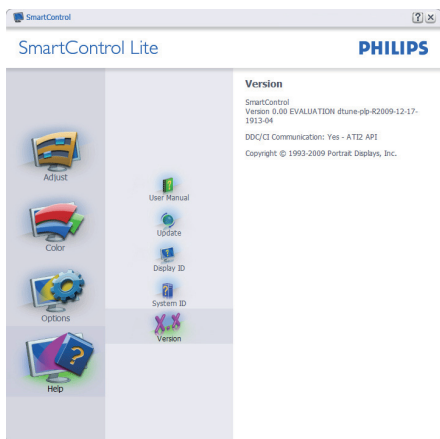 SmartControl
SmartControl Lite
PHILIPS
Adjust
Color
Options
Help
User Manual
Update
Display ID
System ID
Version
Version
SmartControl
Version 0.00 EVALUATION dtune-plp-R2009-12-17-
1913-04
DDC/CI Communication: Yes - ATI2 API
Copyright © 1993-2009 Portrait Displays, Inc.